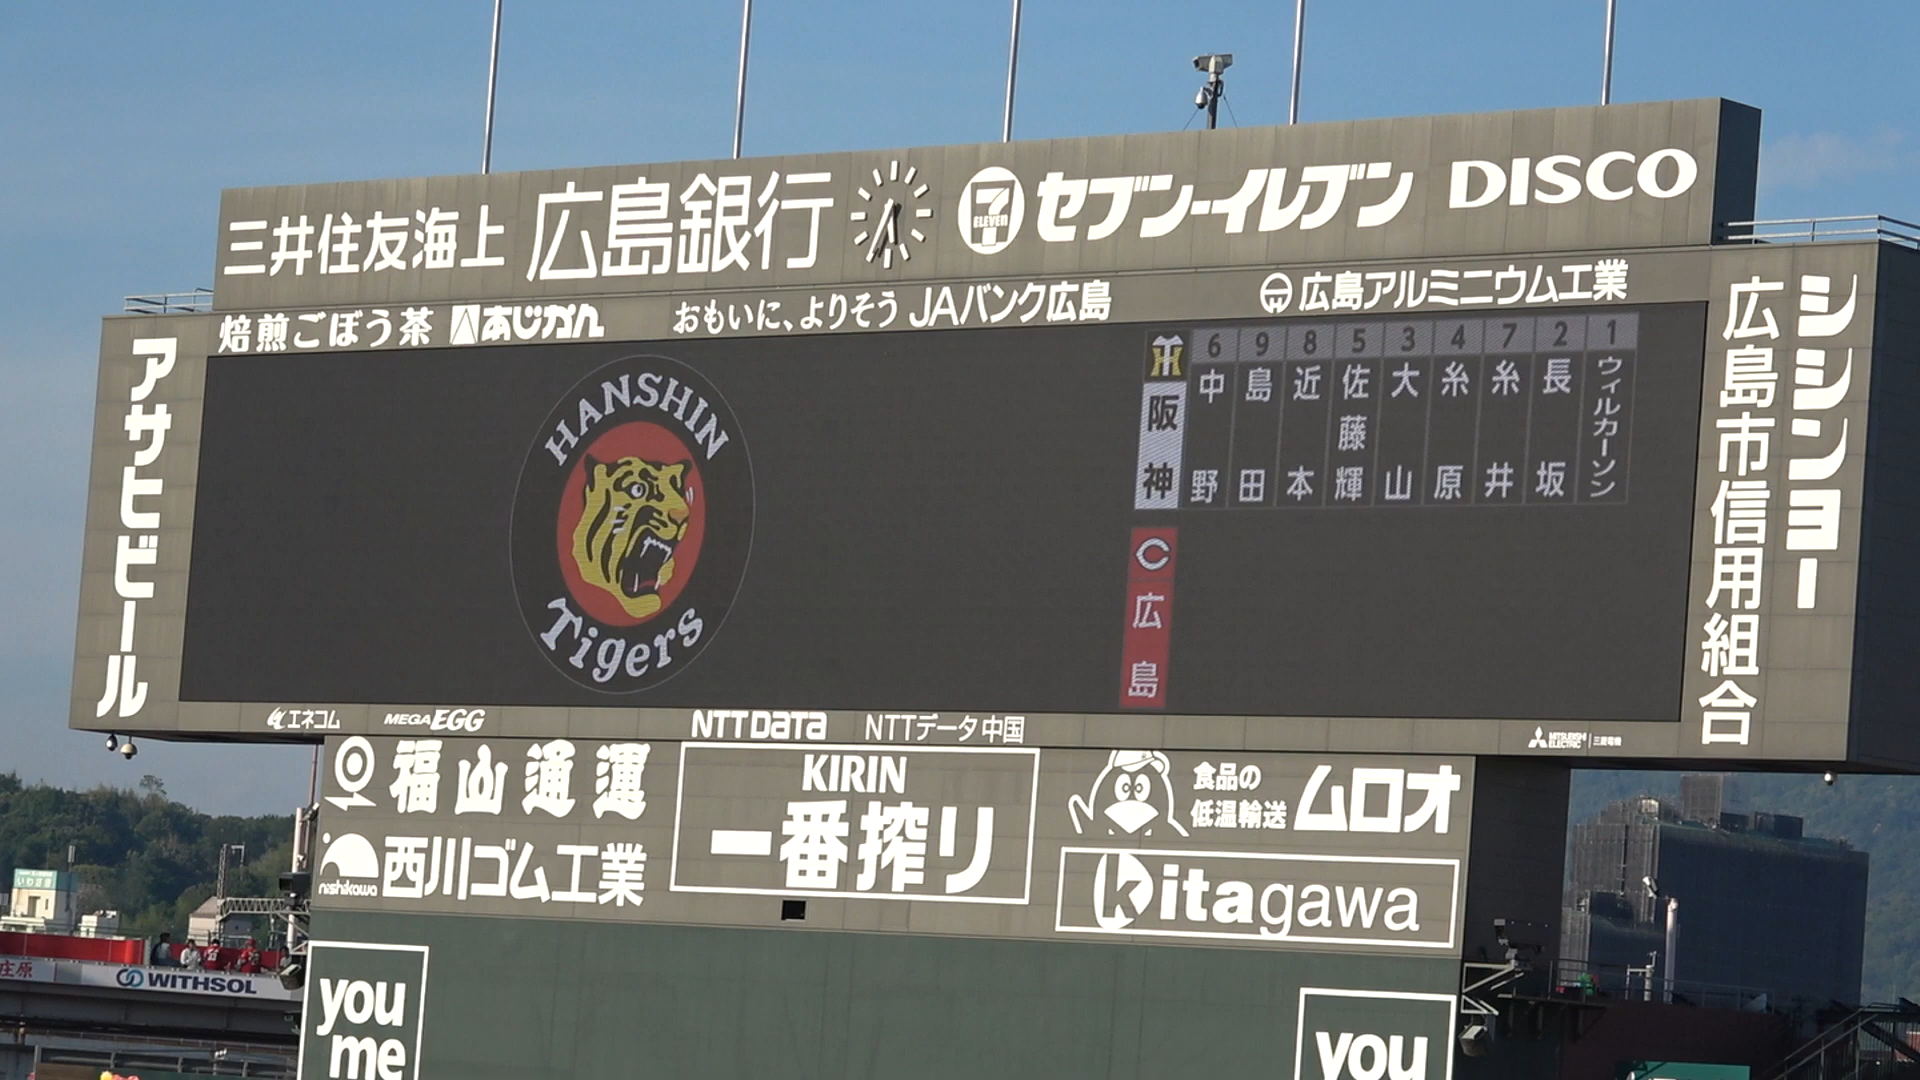 三井住友海上 広島銀行 7 ELEVEN セブン-イレブン DISCO
焙煎ごぼう茶 あじかん おもいに、よりそう JAバンク広島 広島アルミニウム工業
アサヒビール
HANSHIN
Tigers
6 9 8 5 3 4 7 2 1
阪神 中野 島田 近本 佐藤輝 大山 糸原 糸井 長坂 ウィルカーソン
C 広島
シシンヨー
広島市信用組合
エネコム MEGA EGG NTT DATA NTTデータ中国 MITSUBISHI ELECTRIC 三菱電機
福山通運
nishikawa 西川ゴム工業
KIRIN
一番搾り
食品の
低温輸送 ムロオ
Kitagawa
庄原 WITHSOL
you
me
you